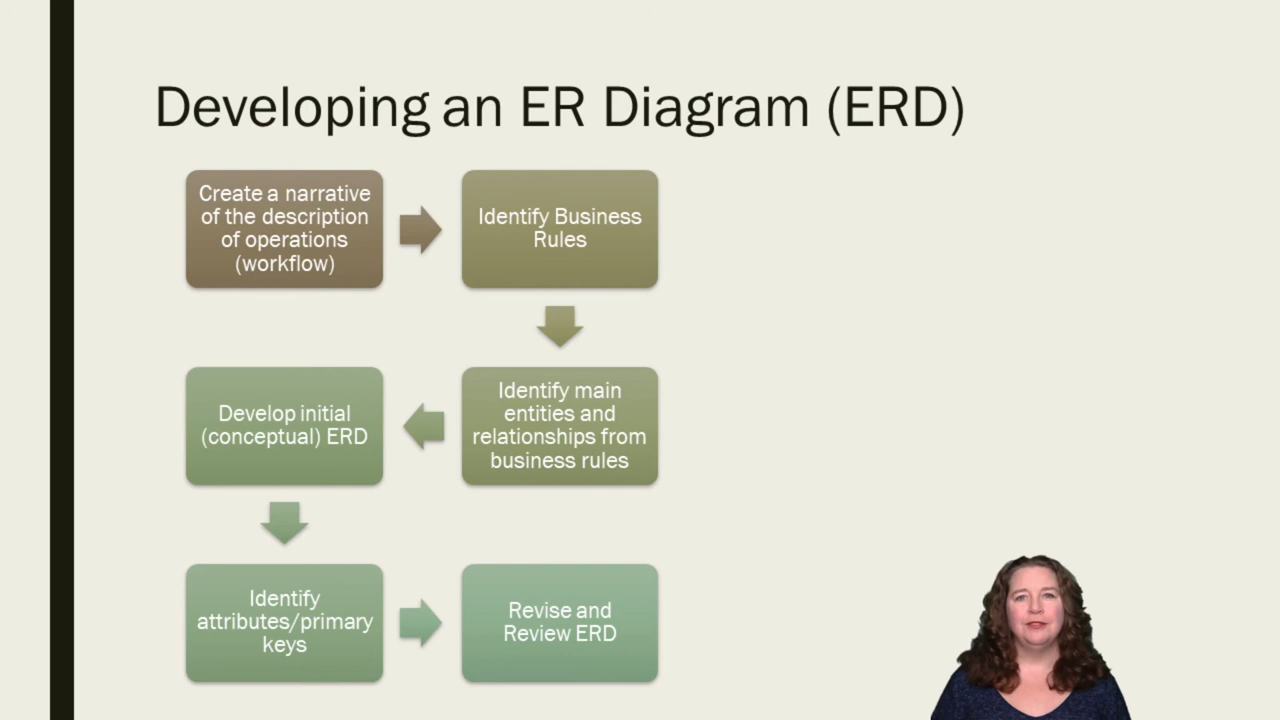 Developing an ER Diagram (ERD)
Create a narrative
of the description
of operations
(workflow)
Identify Business
Rules
Identify main
entities and
relationships from
business rules
Develop initial
(conceptual) ERD
Identify
attributes/primary
keys
Revise and
Review ERD